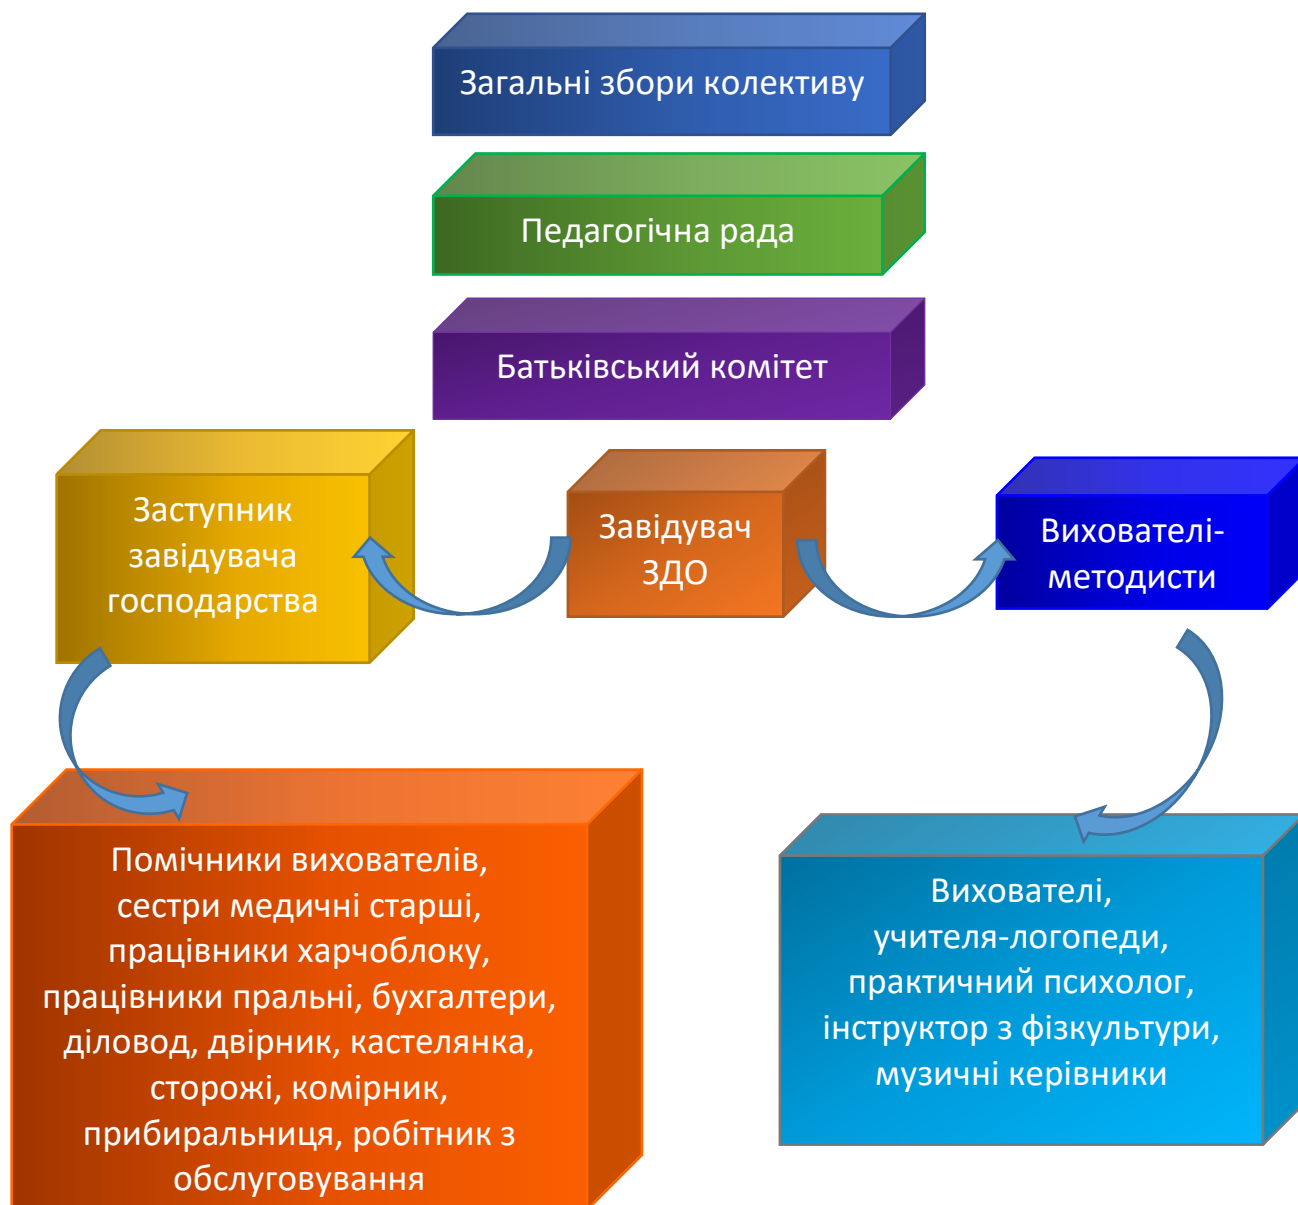 Загальні збори колективу
Педагогічна рада
Батьківський комітет
Заступник
завідувача
господарства
Завідувач
ЗДО
Вихователі-
методисти
Помічники вихователів,
сестри медичні старші,
працівники харчоблоку,
працівники пральні, бухгалтери,
діловод, двірник, кастелянка,
сторожі, комірник,
прибиральниця, робітник з
обслуговування
Вихователі,
учителя-логопеди,
практичний психолог,
інструктор з фізкультури,
музичні керівники